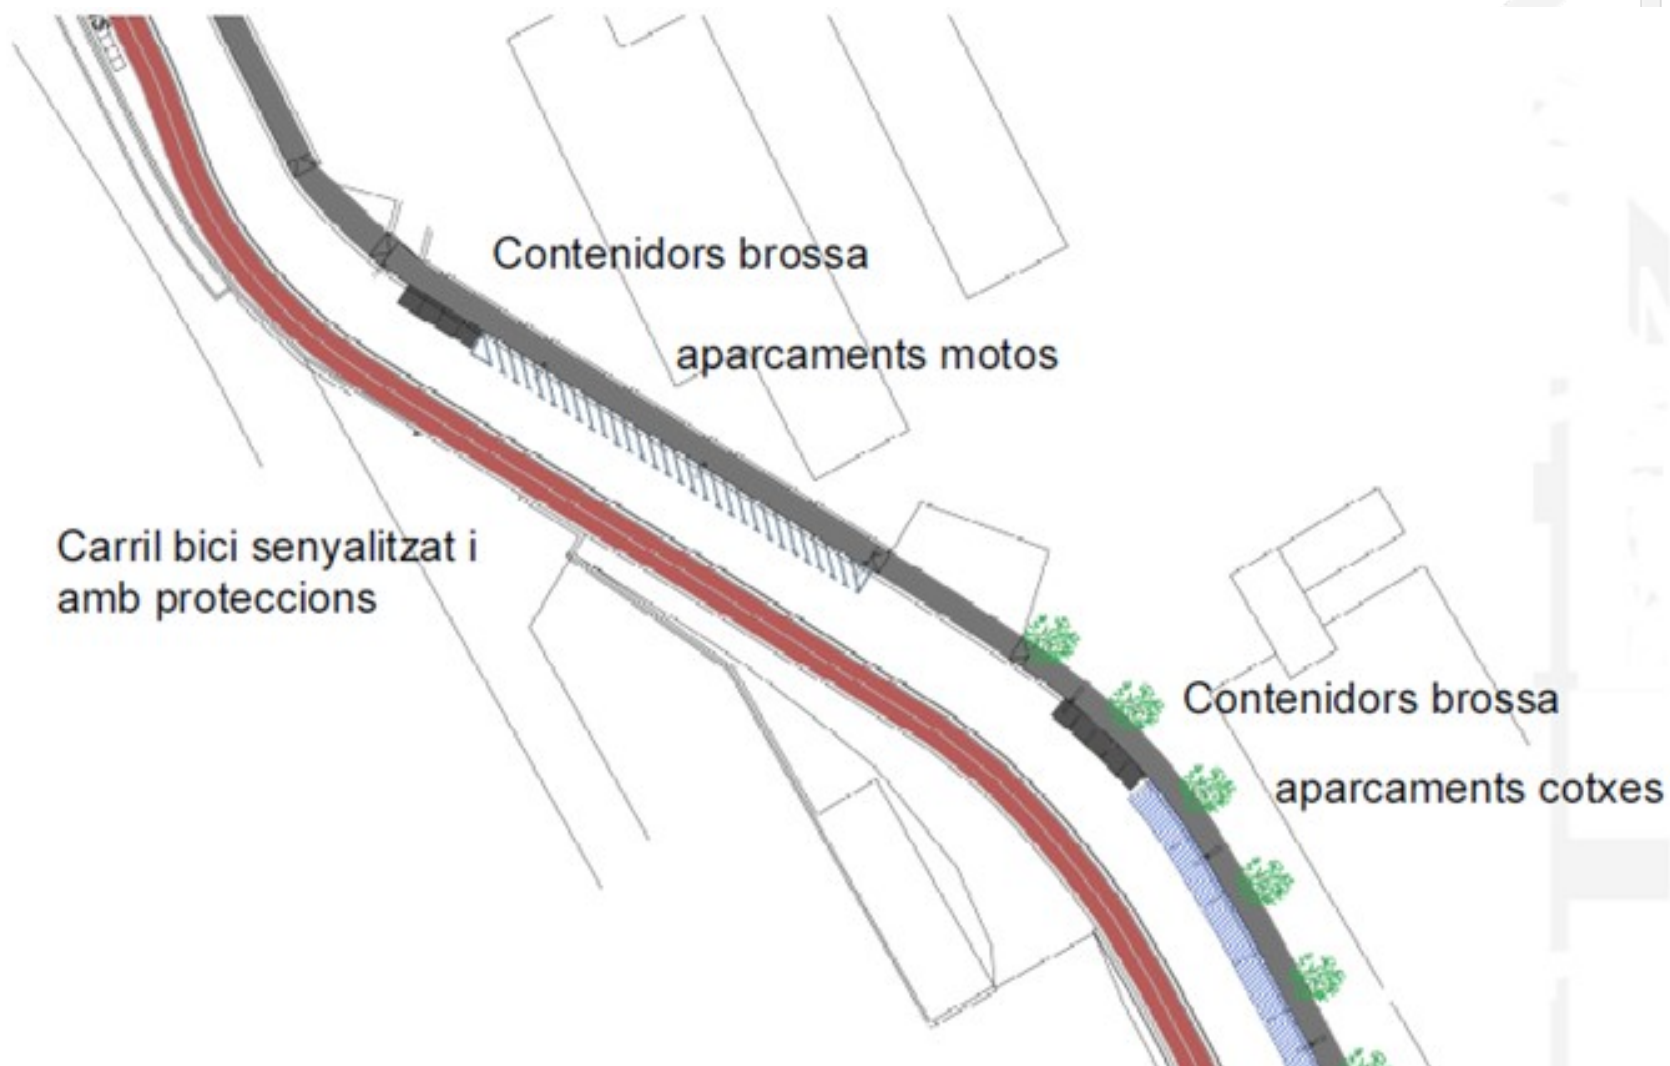 Contenidors brossa
aparcaments motos
Carril bici senyalitzat i
amb proteccions
Contenidors brossa
aparcaments cotxes